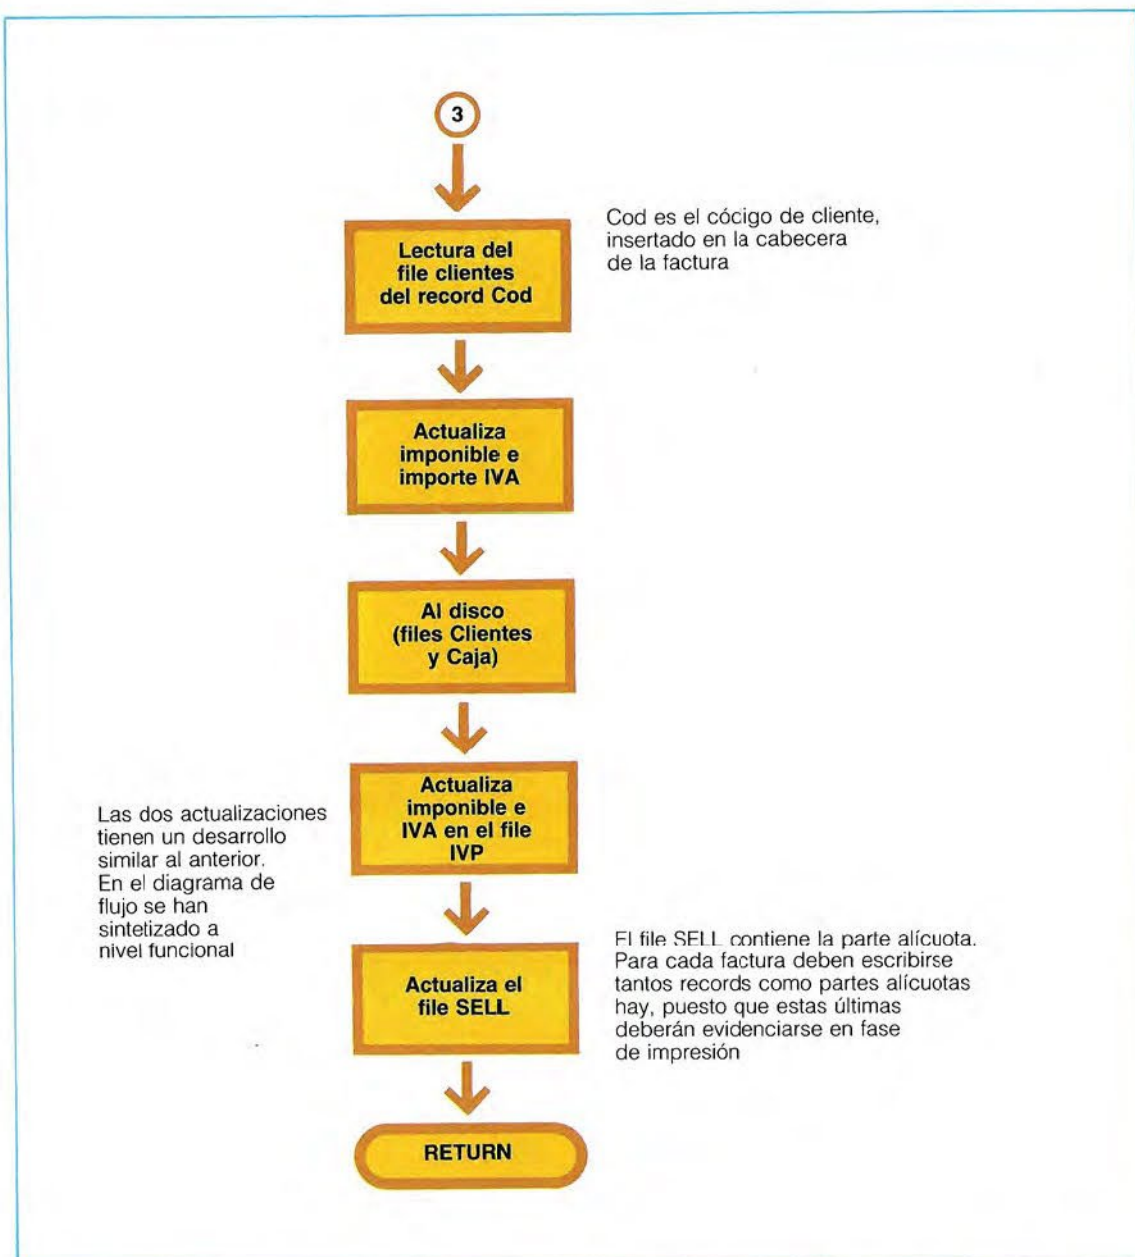 3
Lectura del
file clientes
del record Cod
Cod es el cócigo de cliente,
insertado en la cabecera
de la factura
Actualiza
imponible e
importe IVA
Al disco
(files Clientes
y Caja)
Actualiza
imponible e
IVA en el file
IVP
Las dos actualizaciones
tienen un desarrollo
similar al anterior.
En el diagrama de
flujo se han
sintetizado a
nivel funcional
Actualiza el
file SELL
El file SELL contiene la parte alícuota.
Para cada factura deben escribirse
tantos records como partes alícuotas
hay, puesto que estas últimas
deberán evidenciarse en fase
de impresión
RETURN